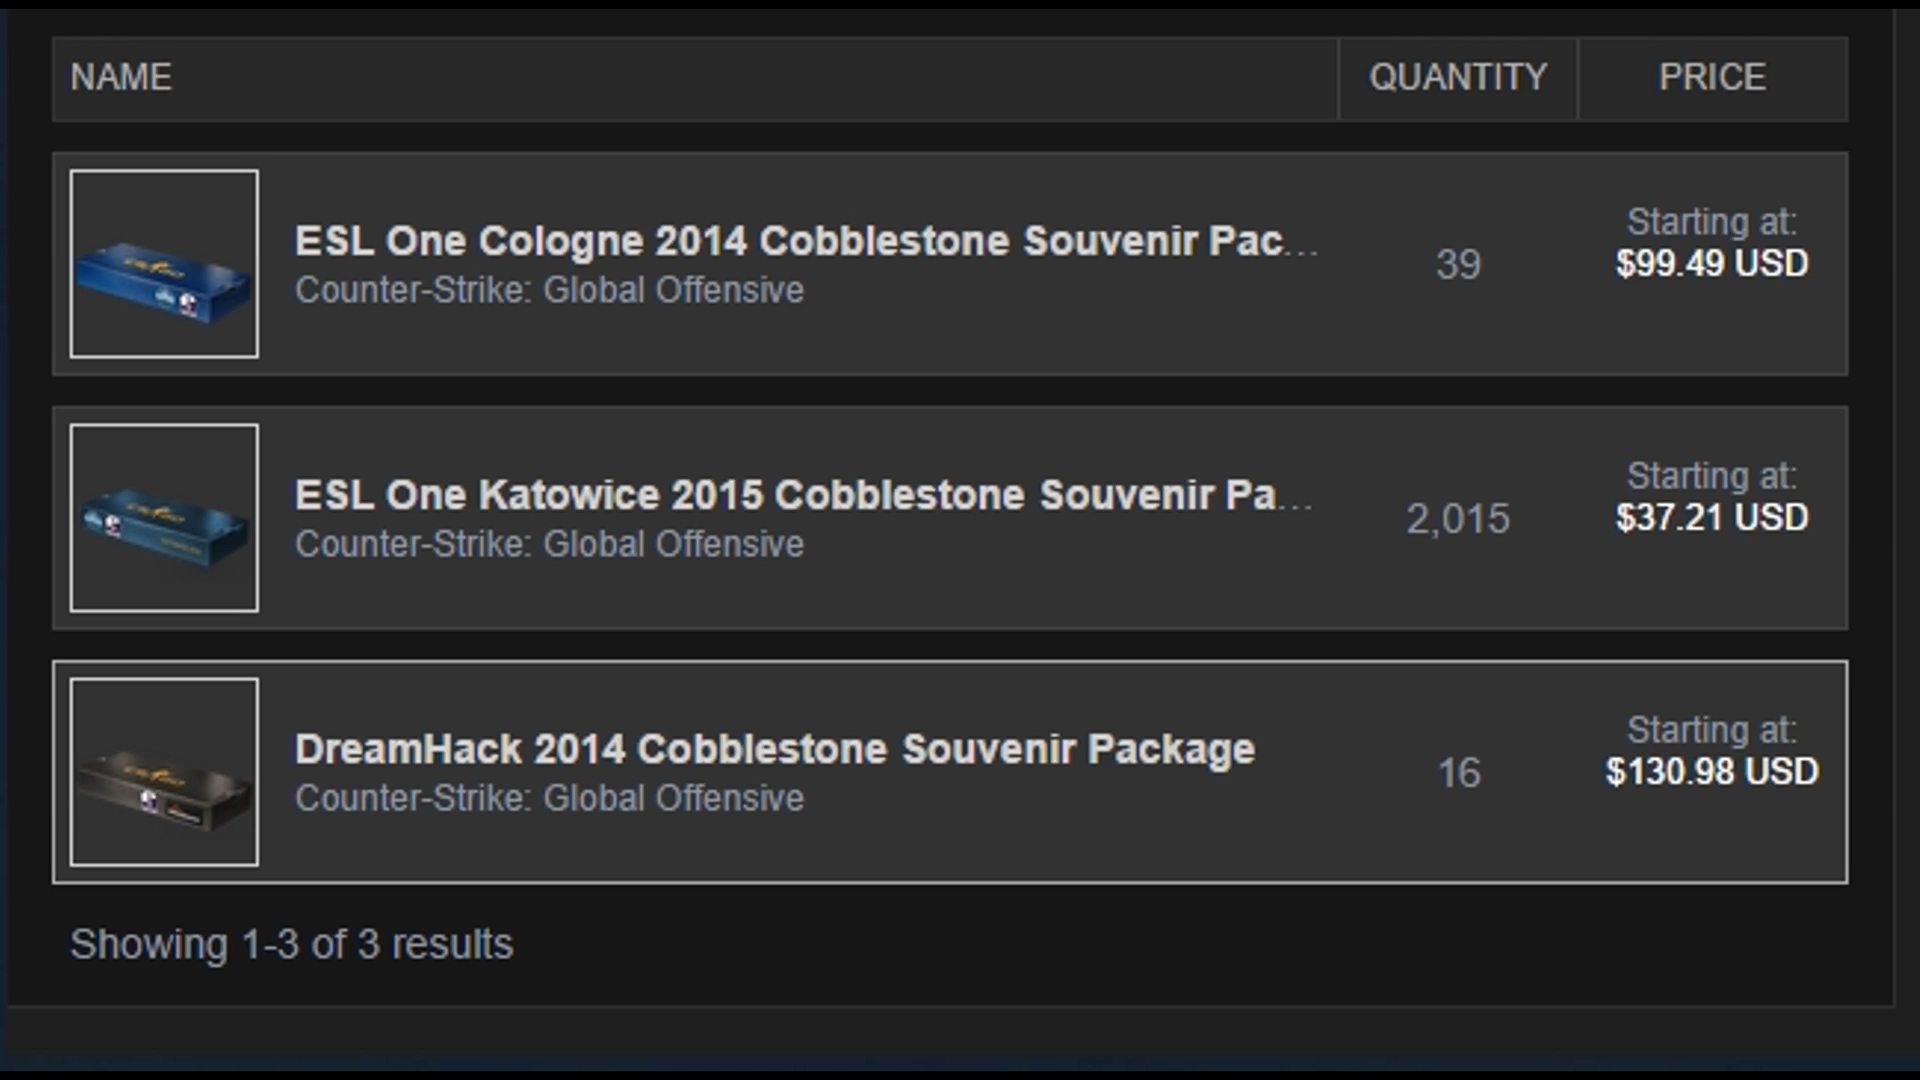 NAME QUANTITY PRICE
ESL One Cologne 2014 Cobblestone Souvenir Pac...
Counter-Strike: Global Offensive
39
Starting at:
$99.49 USD
ESL One Katowice 2015 Cobblestone Souvenir Pa...
Counter-Strike: Global Offensive
2,015
Starting at:
$37.21 USD
DreamHack 2014 Cobblestone Souvenir Package
Counter-Strike: Global Offensive
16
Starting at:
$130.98 USD
Showing 1-3 of 3 results